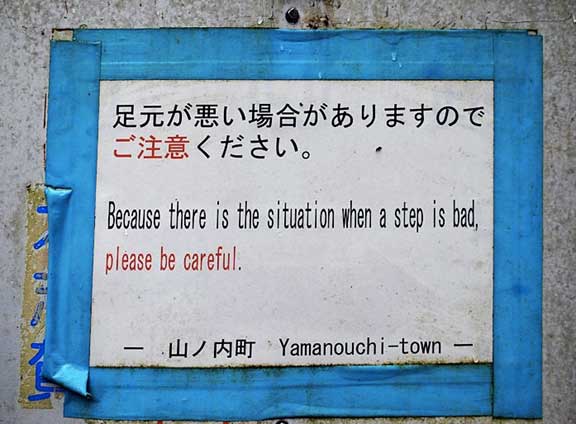 足元が悪い場合がありますので
ご注意ください。
Because there is the situation when a step is bad,
please be careful.
— 山ノ内町 Yamanouchi-town —